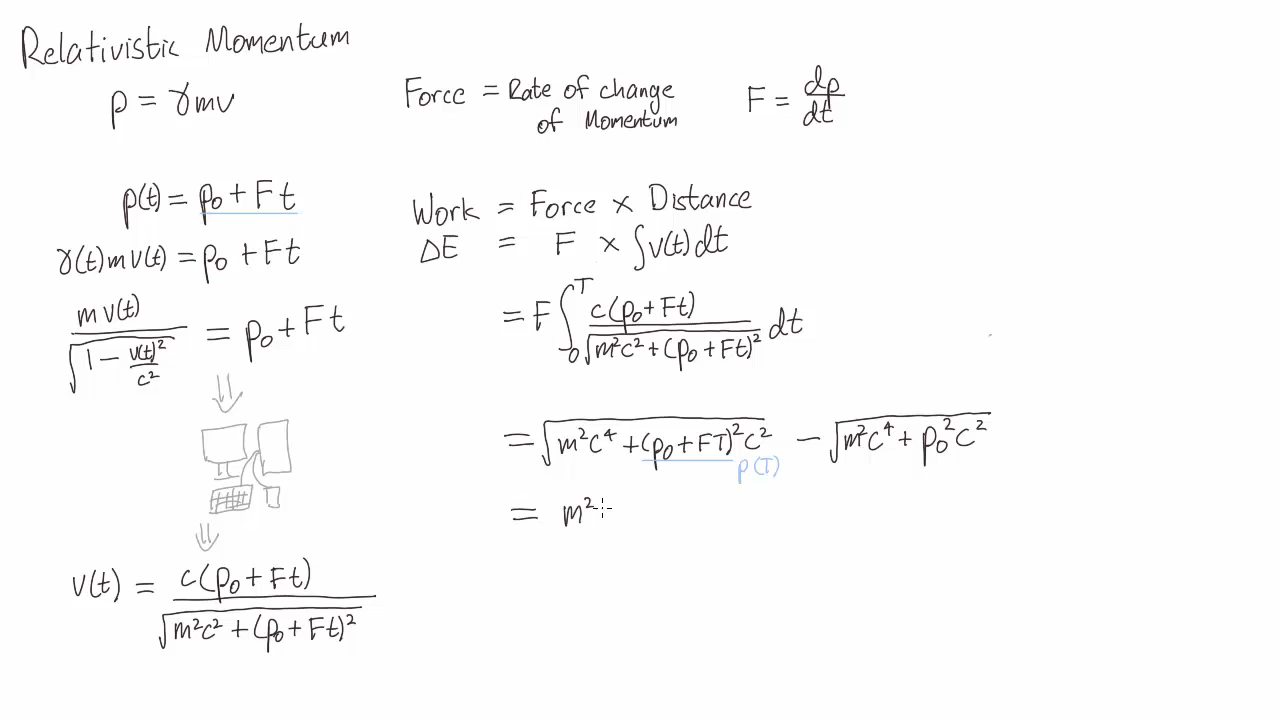 Relativistic Momentum
p = γmv
Force = Rate of change of Momentum
F = dp/dt
p(t) = p₀ + Ft
γ(t)mv(t) = p₀ + Ft
mv(t)/√(1 − v(t)²/c²) = p₀ + Ft
⇓
⇓
v(t) = c(p₀ + Ft)/√(m²c² + (p₀ + Ft)²)
Work = Force × Distance
ΔE = F × ∫v(t)dt
= F ∫₀ᵀ c(p₀ + Ft)/√(m²c² + (p₀ + Ft)²) dt
= √(m²c⁴ + (p₀ + FT)²c²) − √(m²c⁴ + p₀²c²)
p(T)
= m²